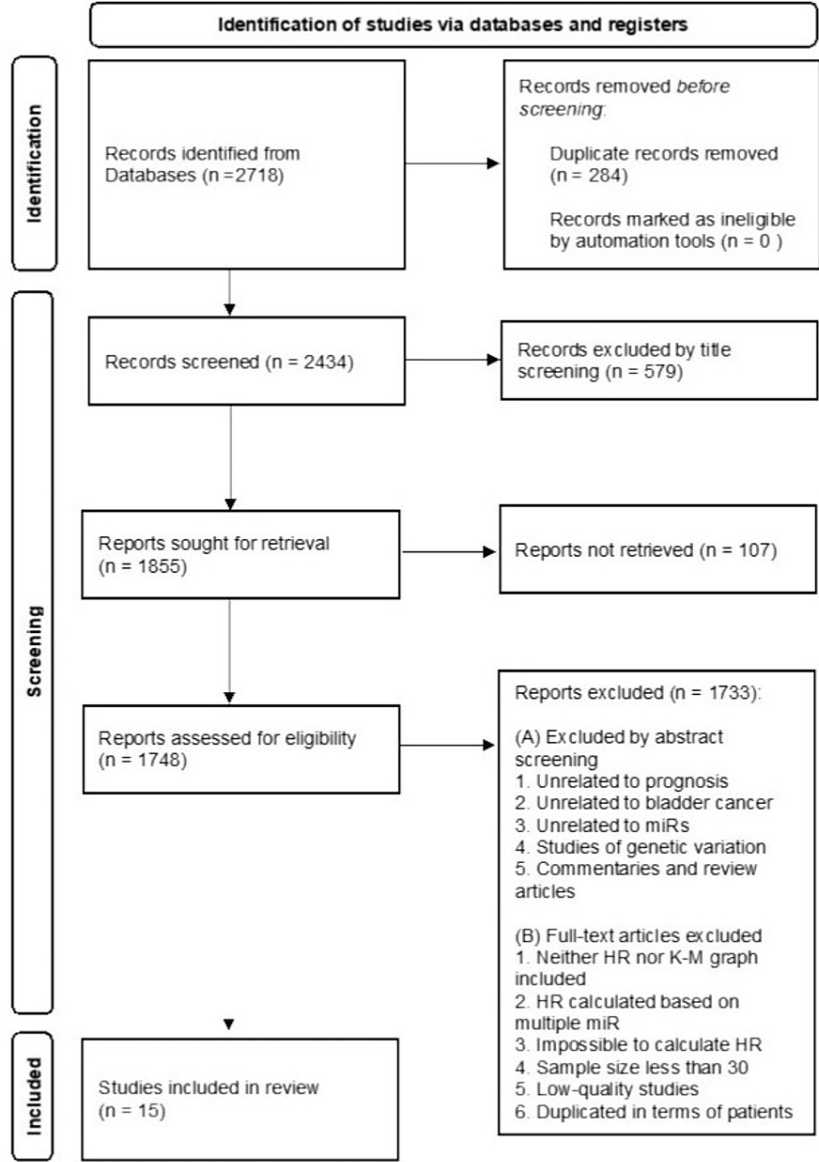 Identification of studies via databases and registers
Identification
Records identified from
Databases (n =2718)
Records removed before
screening:
Duplicate records removed
(n = 284)
Records marked as ineligible
by automation tools (n = 0 )
Screening
Records screened (n = 2434)
Records excluded by title
screening (n = 579)
Reports sought for retrieval
(n = 1855)
Reports not retrieved (n = 107)
Reports assessed for eligibility
(n = 1748)
Reports excluded (n = 1733):
(A) Excluded by abstract
screening
1. Unrelated to prognosis
2. Unrelated to bladder cancer
3. Unrelated to miRs
4. Studies of genetic variation
5. Commentaries and review
articles
(B) Full-text articles excluded
1. Neither HR nor K-M graph
included
2. HR calculated based on
multiple miR
3. Impossible to calculate HR
4. Sample size less than 30
5. Low-quality studies
6. Duplicated in terms of patients
Included
Studies included in review
(n = 15)